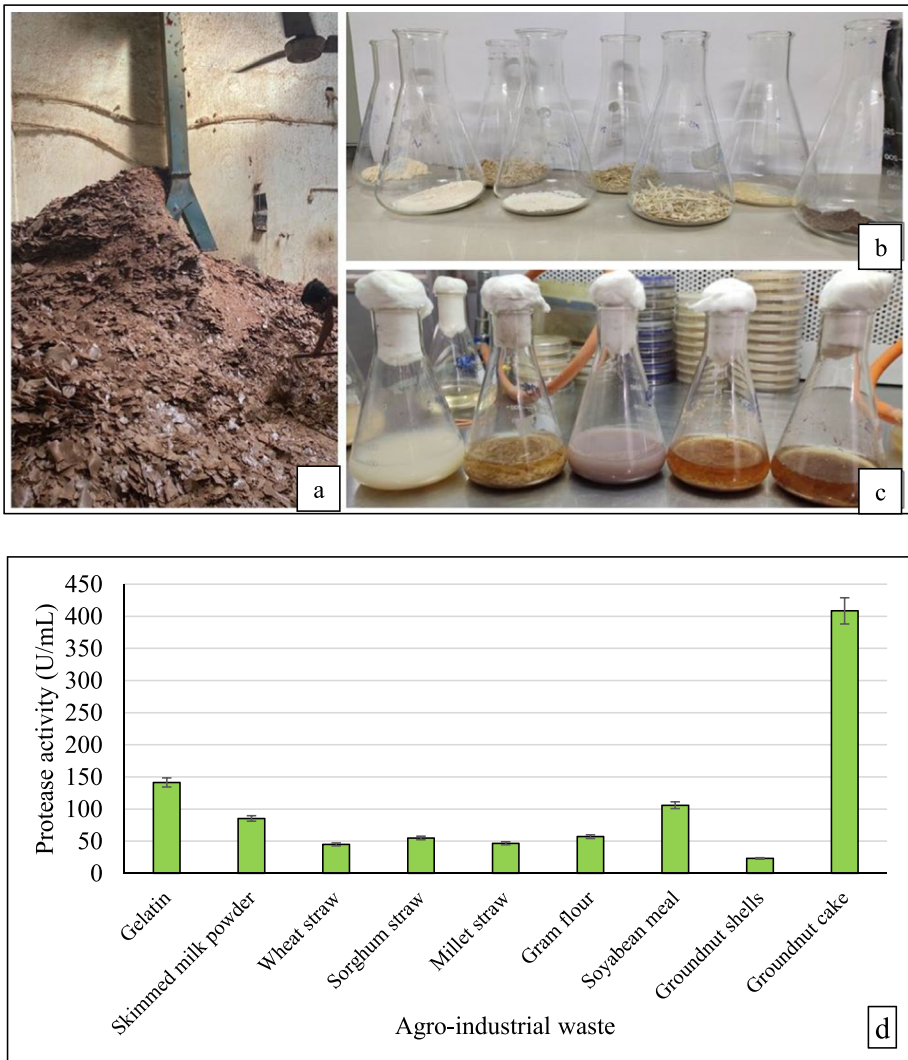 a
b
c
Protease activity (U/mL)
450
400
350
300
250
200
150
100
50
0
Gelatin
Skimmed milk powder
Wheat straw
Sorghum straw
Millet straw
Gram flour
Soyabean meal
Groundnut shells
Groundnut cake
Agro-industrial waste
d